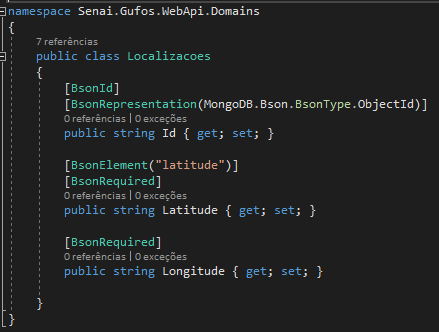 namespace Senai.Gufos.WebApi.Domains
{
7 referências
public class Localizacoes
{
[BsonId]
[BsonRepresentation(MongoDB.Bson.BsonType.ObjectId)]
0 referências | 0 exceções
public string Id { get; set; }
[BsonElement("latitude")]
[BsonRequired]
0 referências | 0 exceções
public string Latitude { get; set; }
[BsonRequired]
0 referências | 0 exceções
public string Longitude { get; set; }
}
}